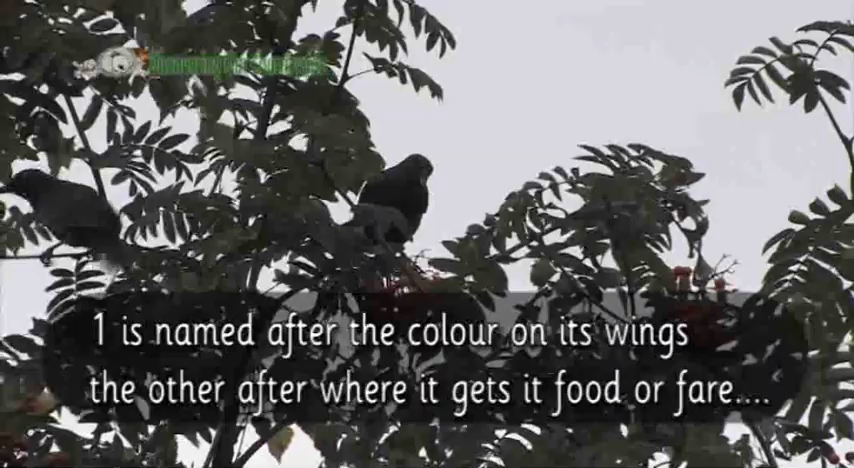 1 is named after the colour on its wings
the other after where it gets it food or fare....